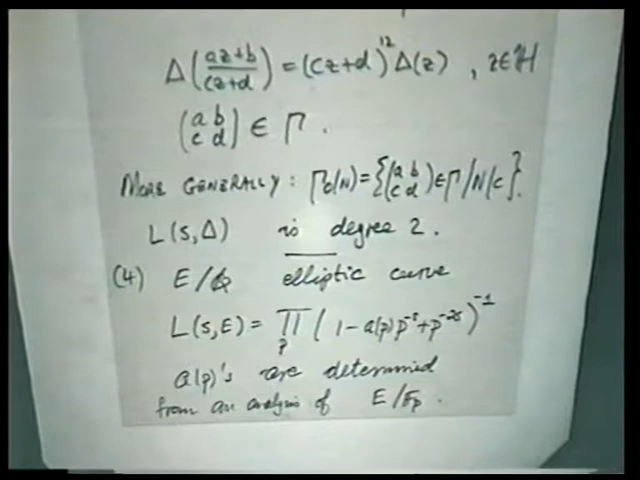 Δ((az+b)/(cz+d)) = (cz+d)^12 Δ(z) , z∈ℍ
(a b
c d) ∈ Γ.
MORE GENERALLY: Γ0(N)={(a b
c d)∈Γ/N|c}.
L(s,Δ) is degree 2.
(4) E/Q elliptic curve
L(s,E) = ∏_p (1 - a(p)p^-s + p^-2s)^-1
a(p)'s are determined
from an analysis of E/Fp.